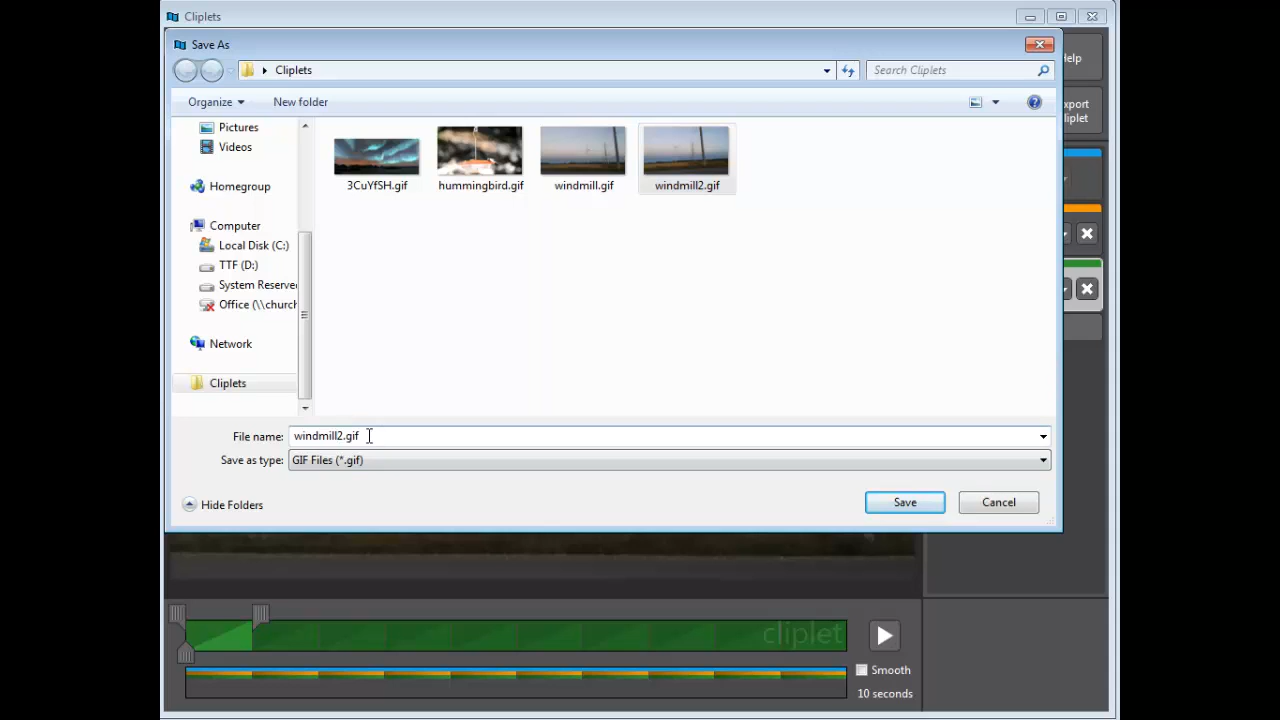 Cliplets
Save As
Help
Cliplets
Search Cliplets
Organize
New folder
Export
Cliplet
Pictures
Videos
Homegroup
Computer
Local Disk (C:)
TTF (D:)
System Reserve
Office (\\church
Network
Cliplets
3CuYfSH.gif
hummingbird.gif
windmill.gif
windmill2.gif
File name: windmill2.gif
Save as type: GIF Files (*.gif)
Hide Folders
Save
Cancel
cliplet
Smooth
10 seconds